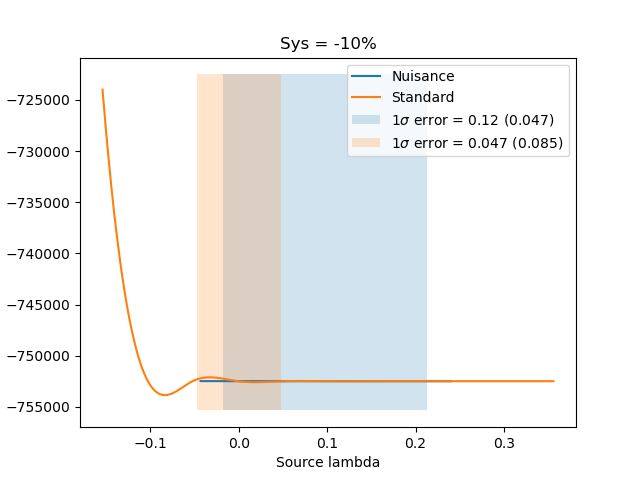 Sys = -10%
Nuisance
Standard
1σ error = 0.12 (0.047)
1σ error = 0.047 (0.085)
−725000
−730000
−735000
−740000
−745000
−750000
−755000
−0.1 0.0 0.1 0.2 0.3
Source lambda